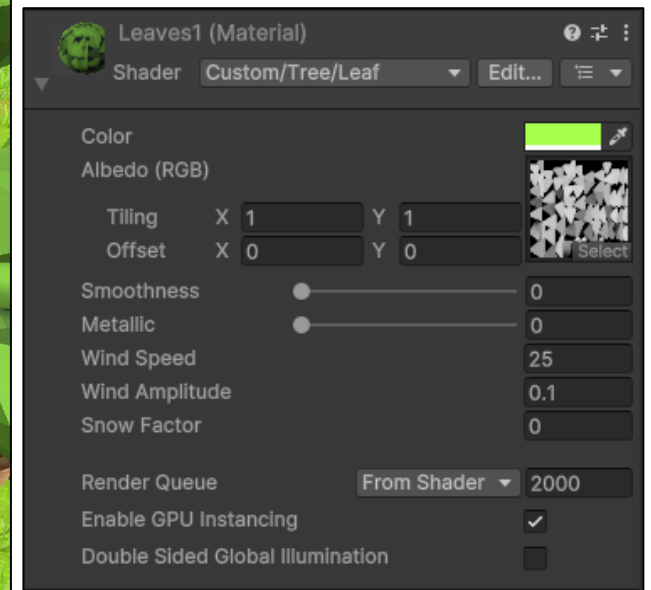 Leaves1 (Material)
Shader Custom/Tree/Leaf Edit...
Color
Albedo (RGB)
Tiling X 1 Y 1
Offset X 0 Y 0
Select
Smoothness 0
Metallic 0
Wind Speed 25
Wind Amplitude 0.1
Snow Factor 0
Render Queue From Shader 2000
Enable GPU Instancing
Double Sided Global Illumination